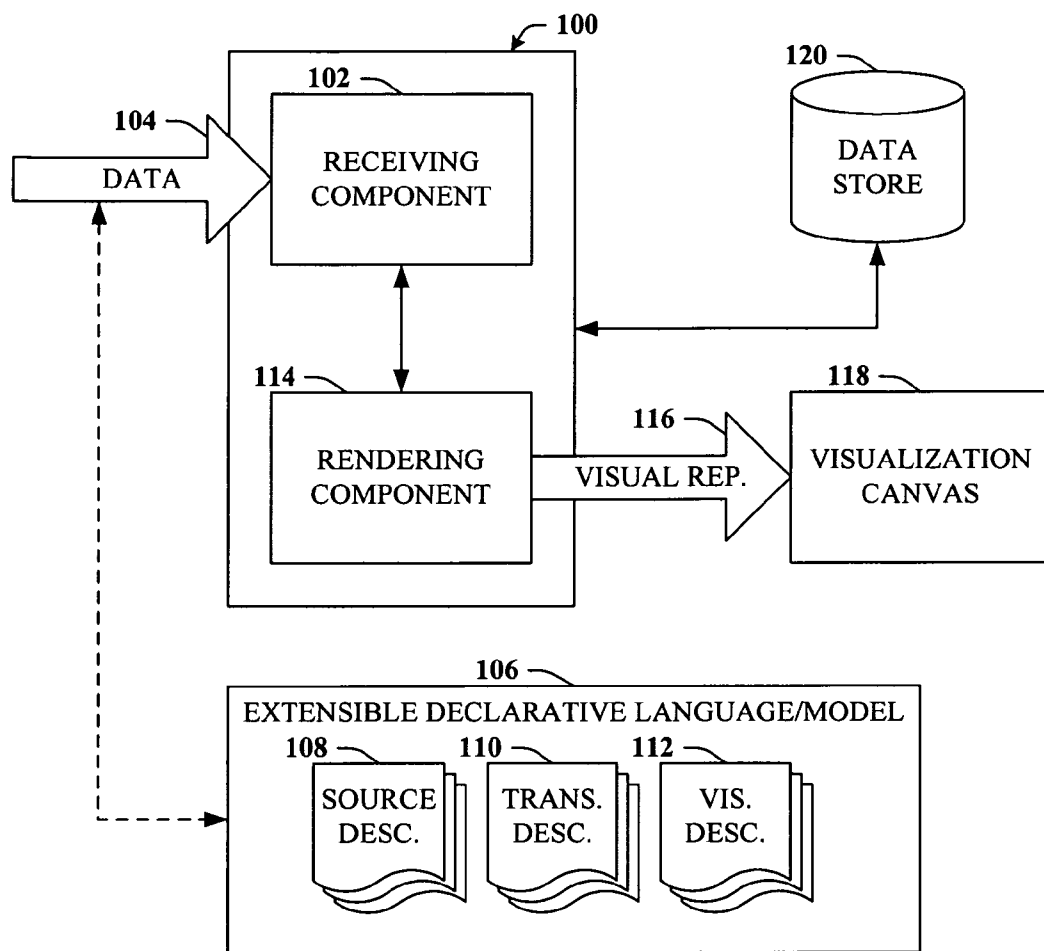 100
102
120
104
RECEIVING
COMPONENT
DATA
DATA
STORE
114
118
116
RENDERING
COMPONENT
VISUAL REP.
VISUALIZATION
CANVAS
106
EXTENSIBLE DECLARATIVE LANGUAGE/MODEL
108
110
112
SOURCE
DESC.
TRANS.
DESC.
VIS.
DESC.